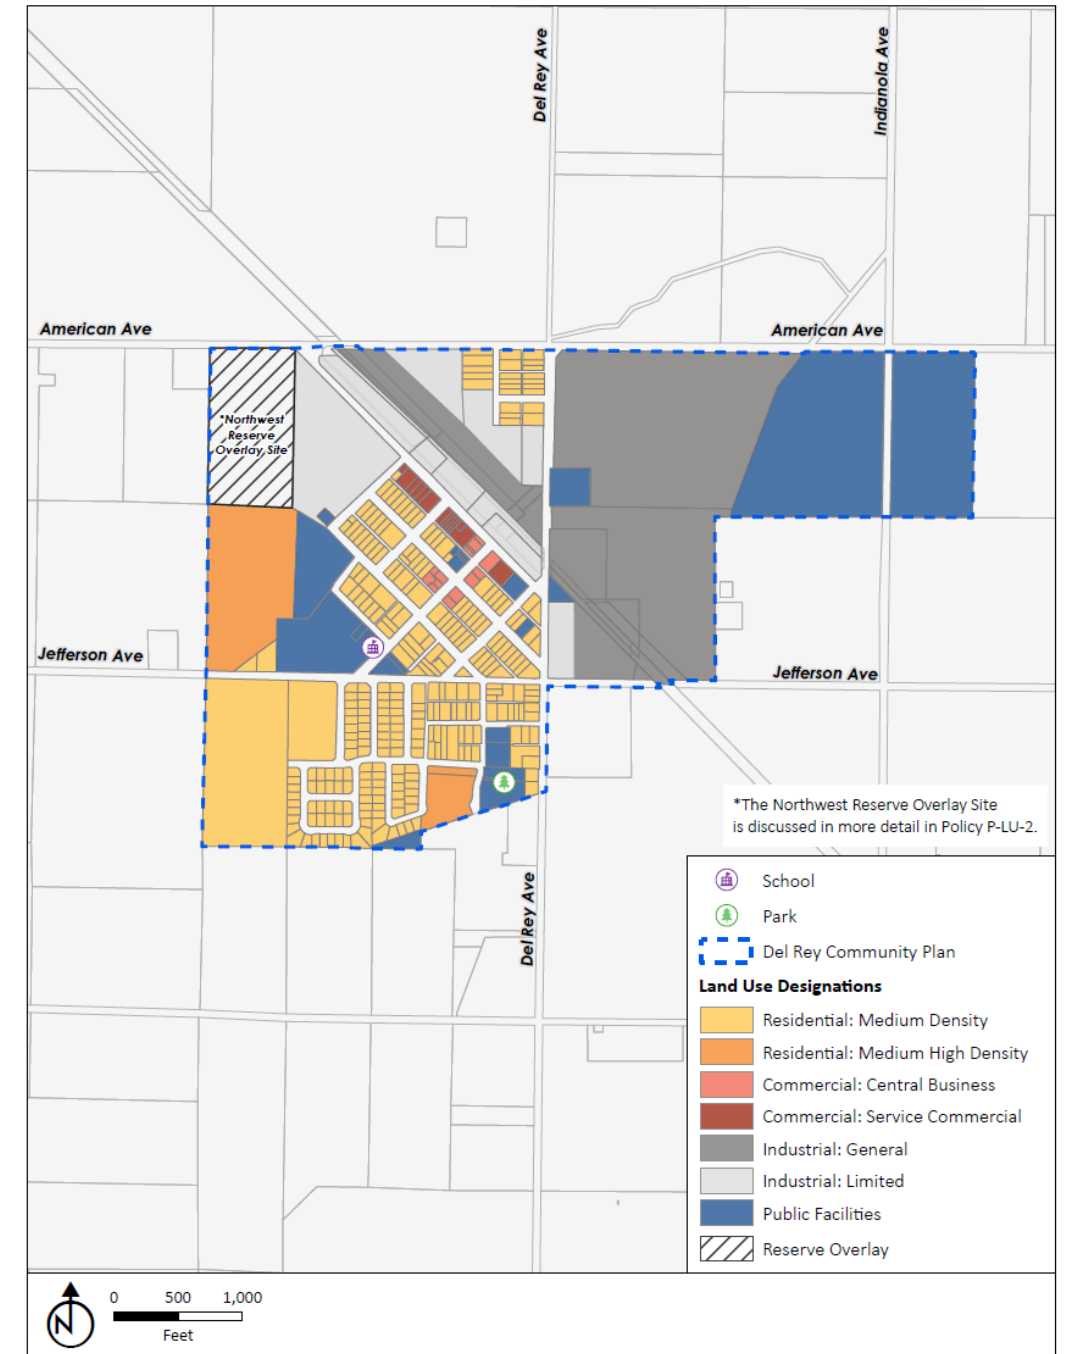 Del Rey Ave
Indianola Ave
American Ave
American Ave
*Northwest
Reserve
Overlay Site
Jefferson Ave
Jefferson Ave
*The Northwest Reserve Overlay Site
is discussed in more detail in Policy P-LU-2.
Del Rey Ave
School
Park
Del Rey Community Plan
Land Use Designations
Residential: Medium Density
Residential: Medium High Density
Commercial: Central Business
Commercial: Service Commercial
Industrial: General
Industrial: Limited
Public Facilities
Reserve Overlay
N
0 500 1,000
Feet